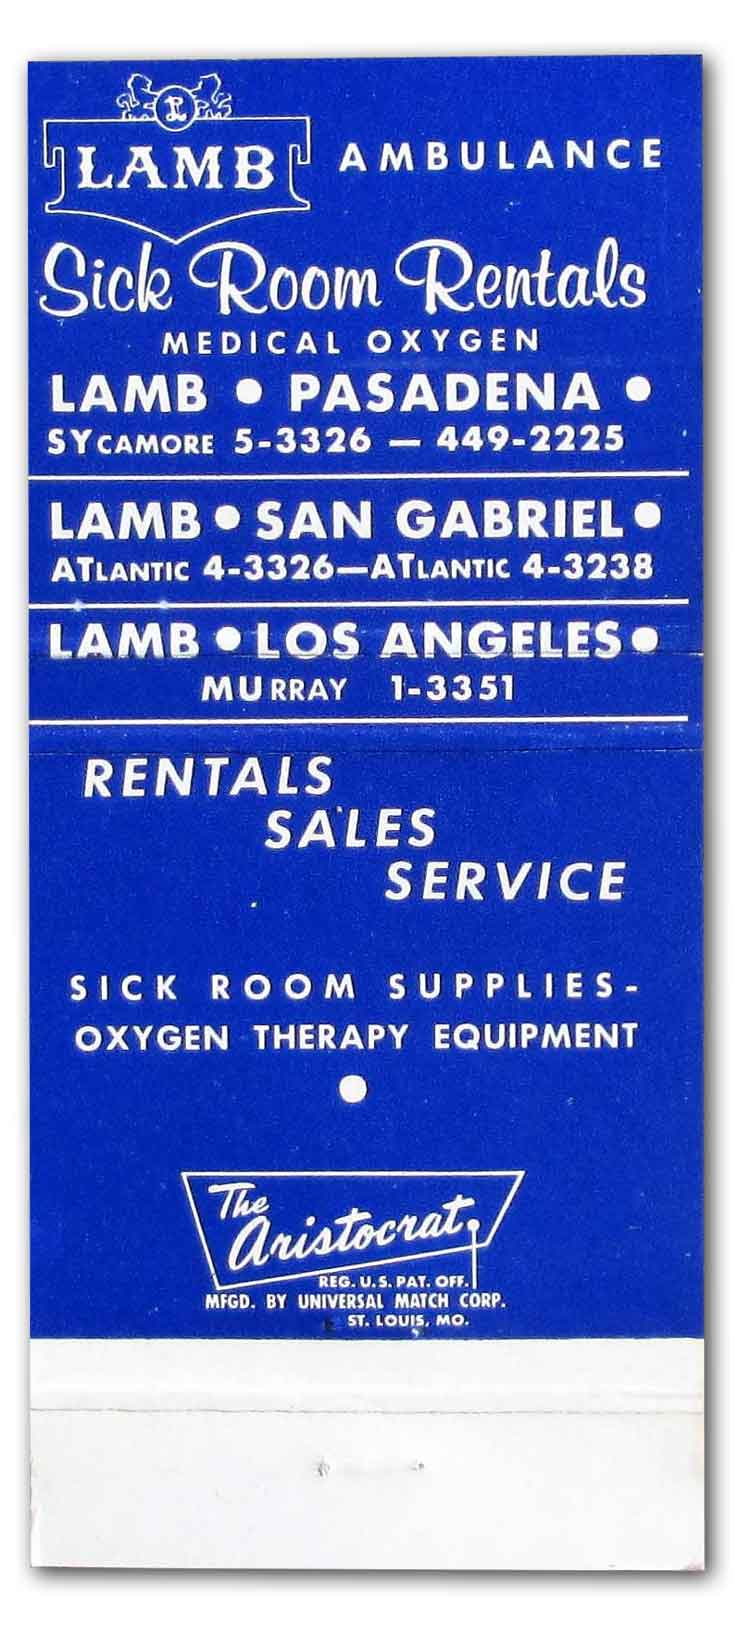 L
LAMB AMBULANCE
Sick Room Rentals
MEDICAL OXYGEN
LAMB • PASADENA •
SYCAMORE 5-3326 — 449-2225
LAMB • SAN GABRIEL •
ATLANTIC 4-3326—ATLANTIC 4-3238
LAMB • LOS ANGELES •
MURRAY 1-3351
RENTALS
SALES
SERVICE
SICK ROOM SUPPLIES-
OXYGEN THERAPY EQUIPMENT
•
The
Aristocrat
REG. U.S. PAT. OFF.
MFGD. BY UNIVERSAL MATCH CORP.
ST. LOUIS, MO.